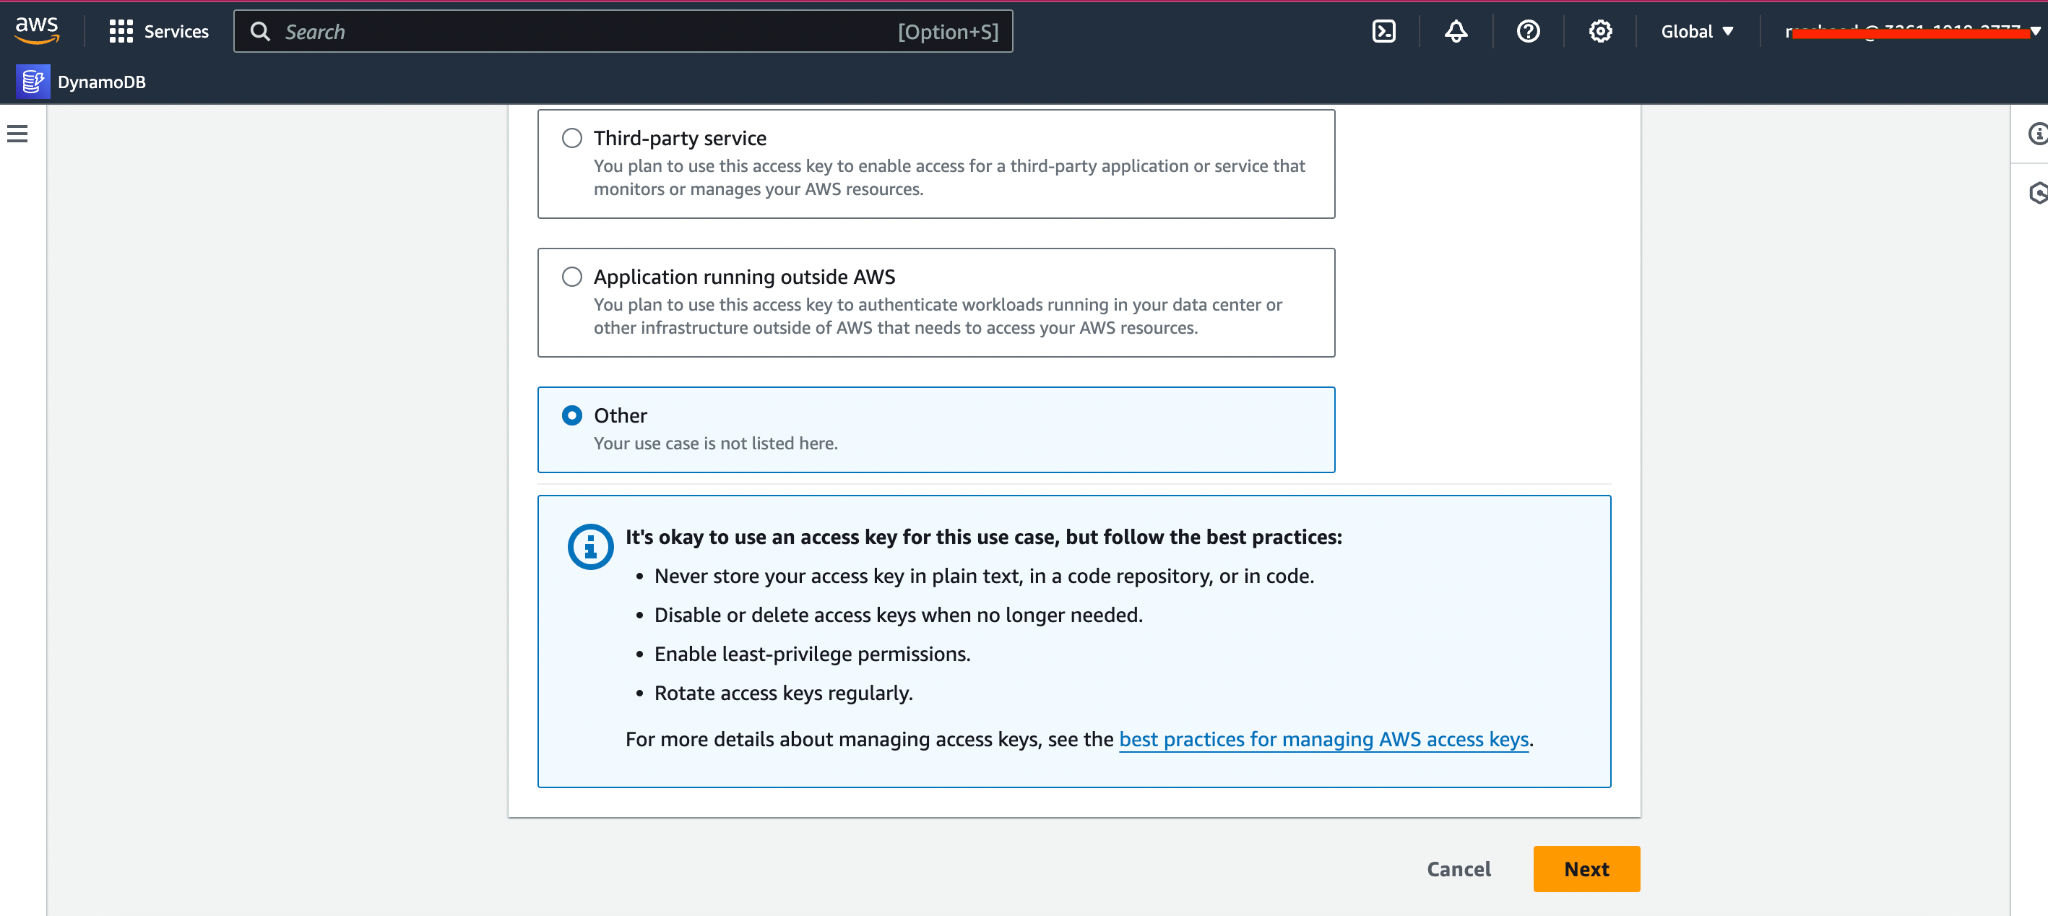 aws
Services
Search
[Option+S]
Global
DynamoDB
Third-party service
You plan to use this access key to enable access for a third-party application or service that
monitors or manages your AWS resources.
Application running outside AWS
You plan to use this access key to authenticate workloads running in your data center or
other infrastructure outside of AWS that needs to access your AWS resources.
Other
Your use case is not listed here.
It's okay to use an access key for this use case, but follow the best practices:
• Never store your access key in plain text, in a code repository, or in code.
• Disable or delete access keys when no longer needed.
• Enable least-privilege permissions.
• Rotate access keys regularly.
For more details about managing access keys, see the best practices for managing AWS access keys.
Cancel
Next